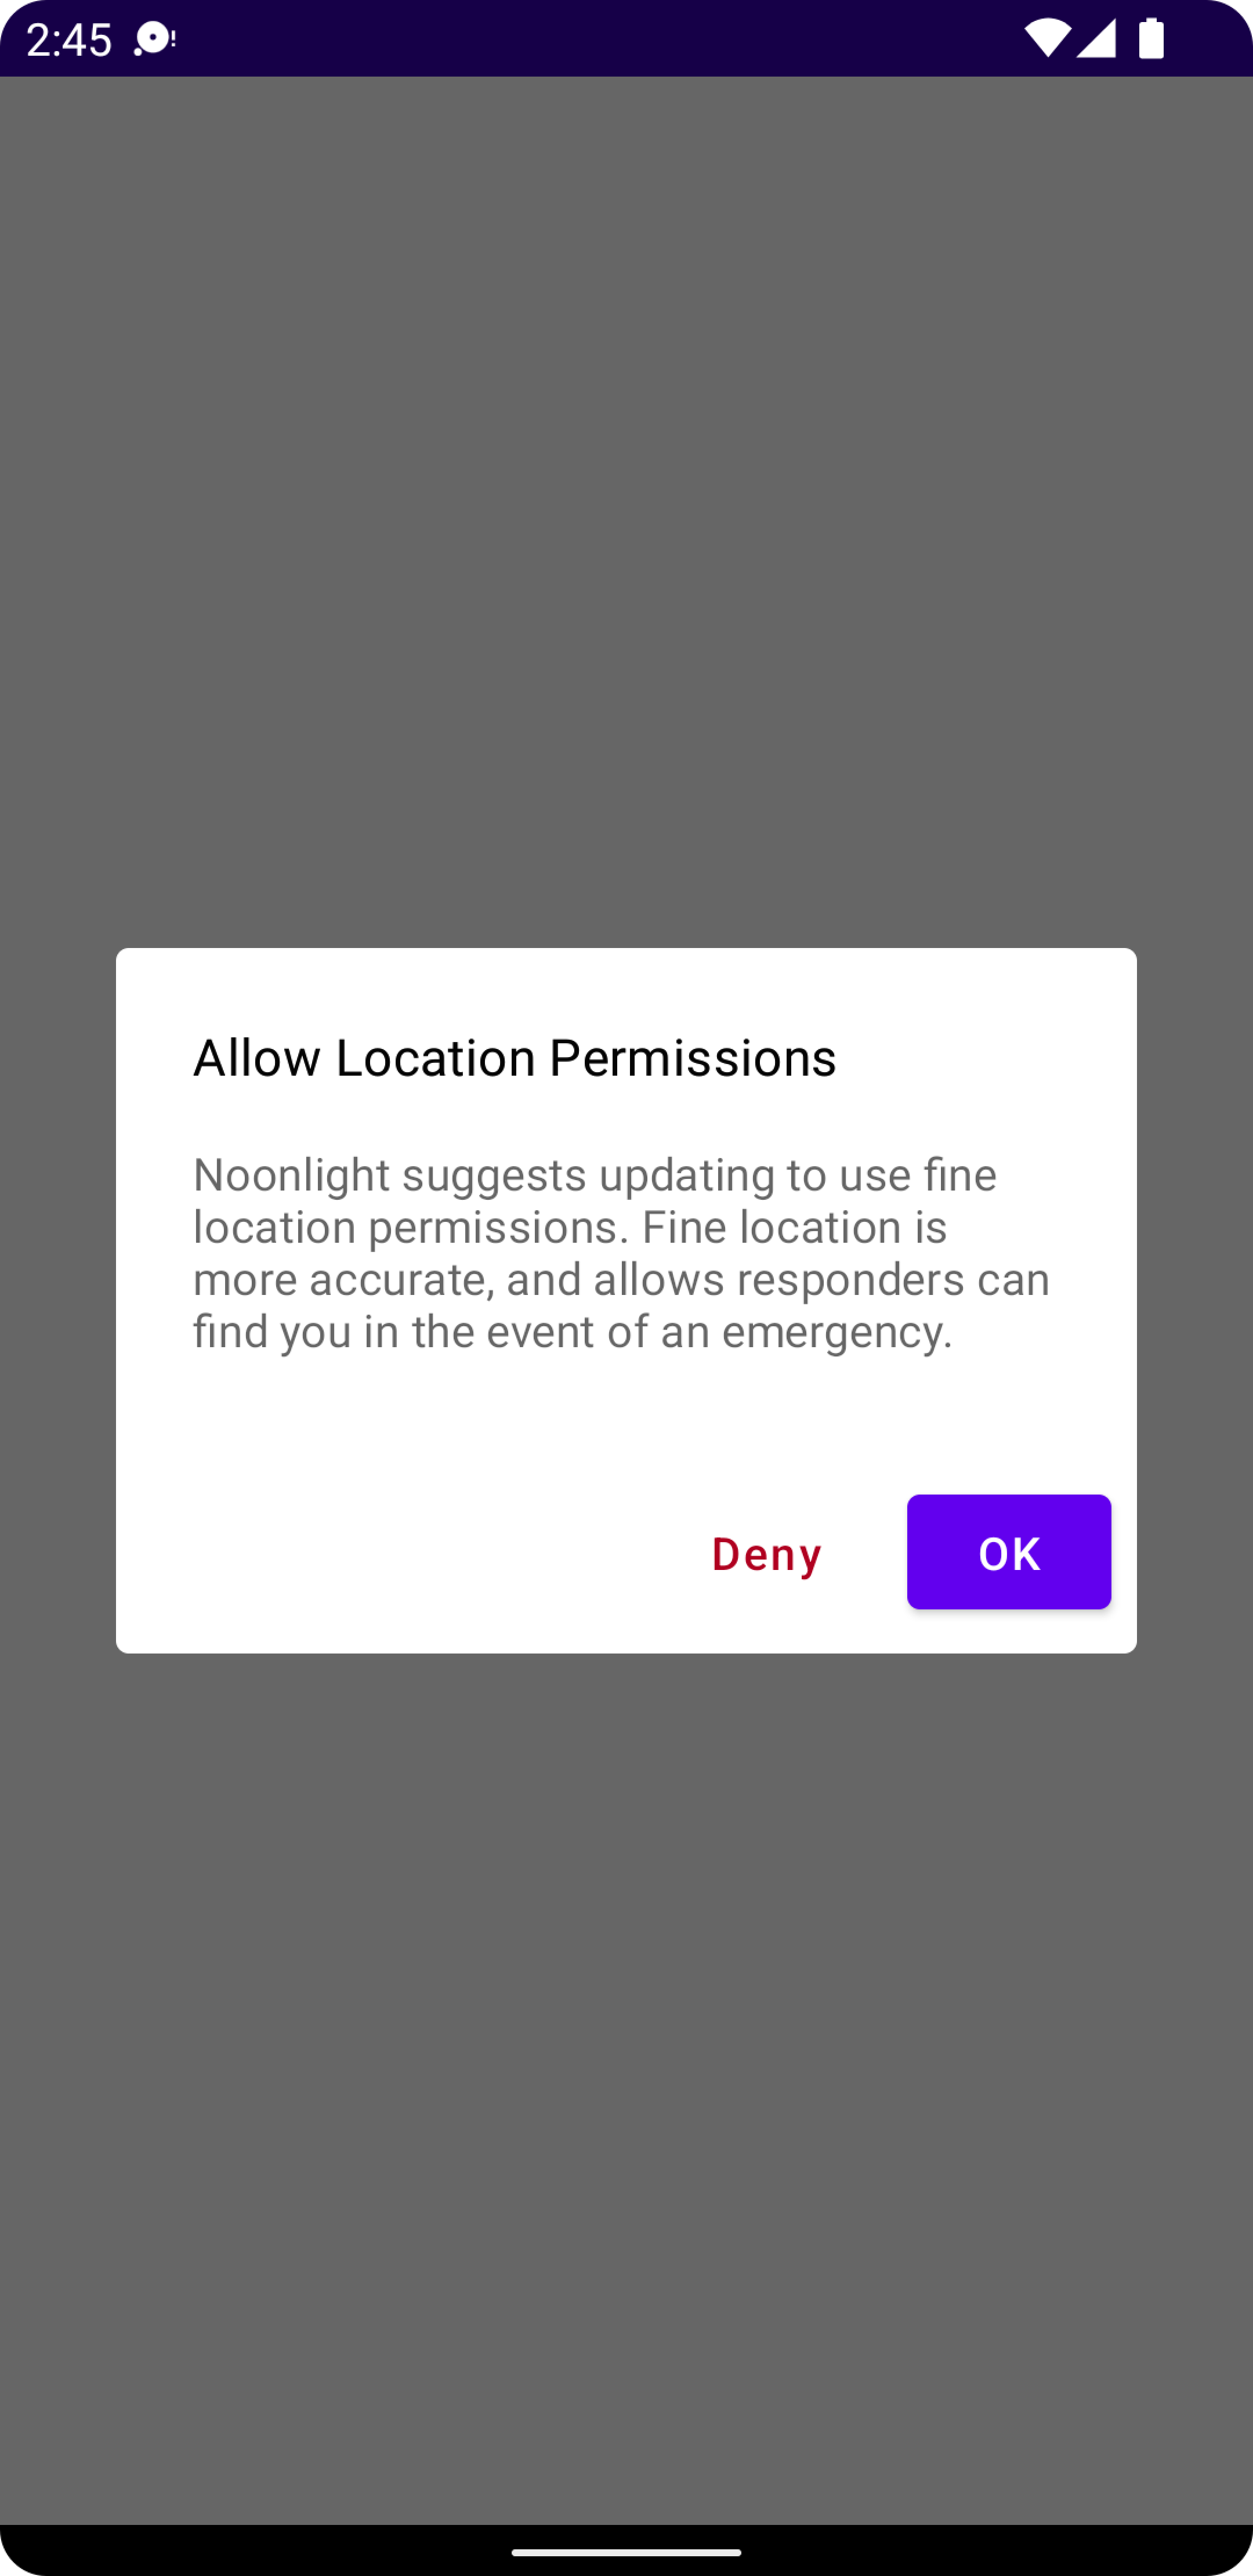 2:45
Allow Location Permissions
Noonlight suggests updating to use fine
location permissions. Fine location is
more accurate, and allows responders can
find you in the event of an emergency.
Deny
OK